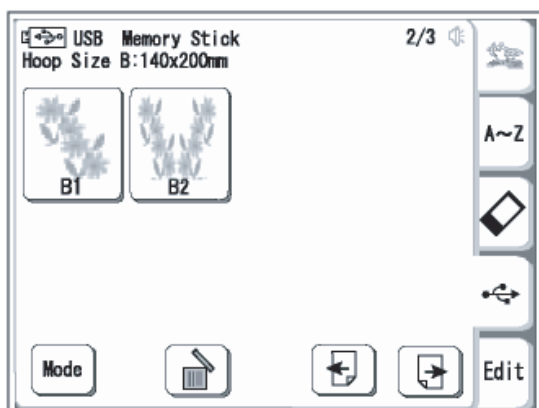 USB Memory Stick 2/3
Hoop Size B:140x200mm
A~Z
B1 B2
Mode
Edit